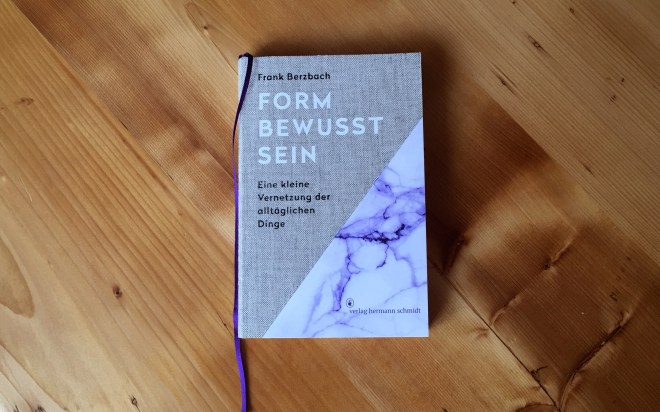 Frank Berzbach
FORM
BEWUSST
SEIN
Eine kleine
Vernetzung der
alltäglichen
Dinge
verlag hermann schmidt